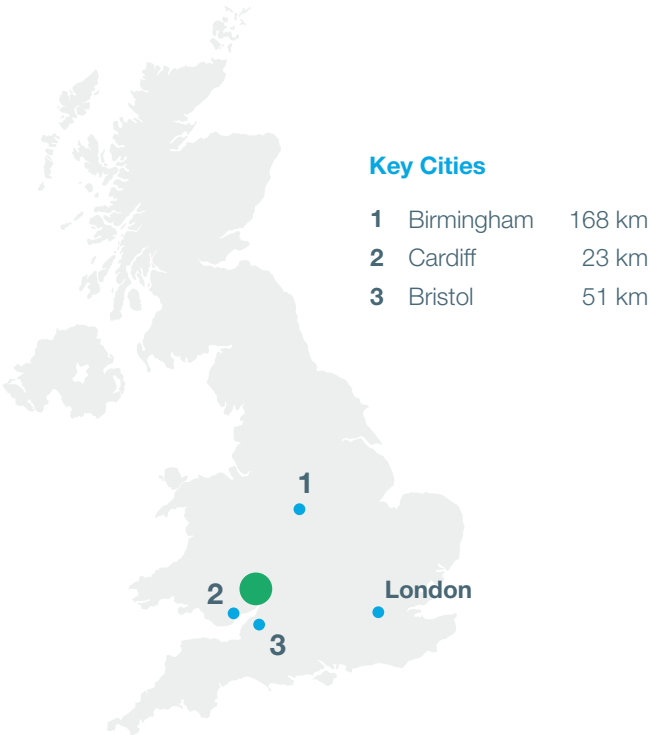 Key Cities
1 Birmingham 168 km
2 Cardiff 23 km
3 Bristol 51 km
1
2
London
3